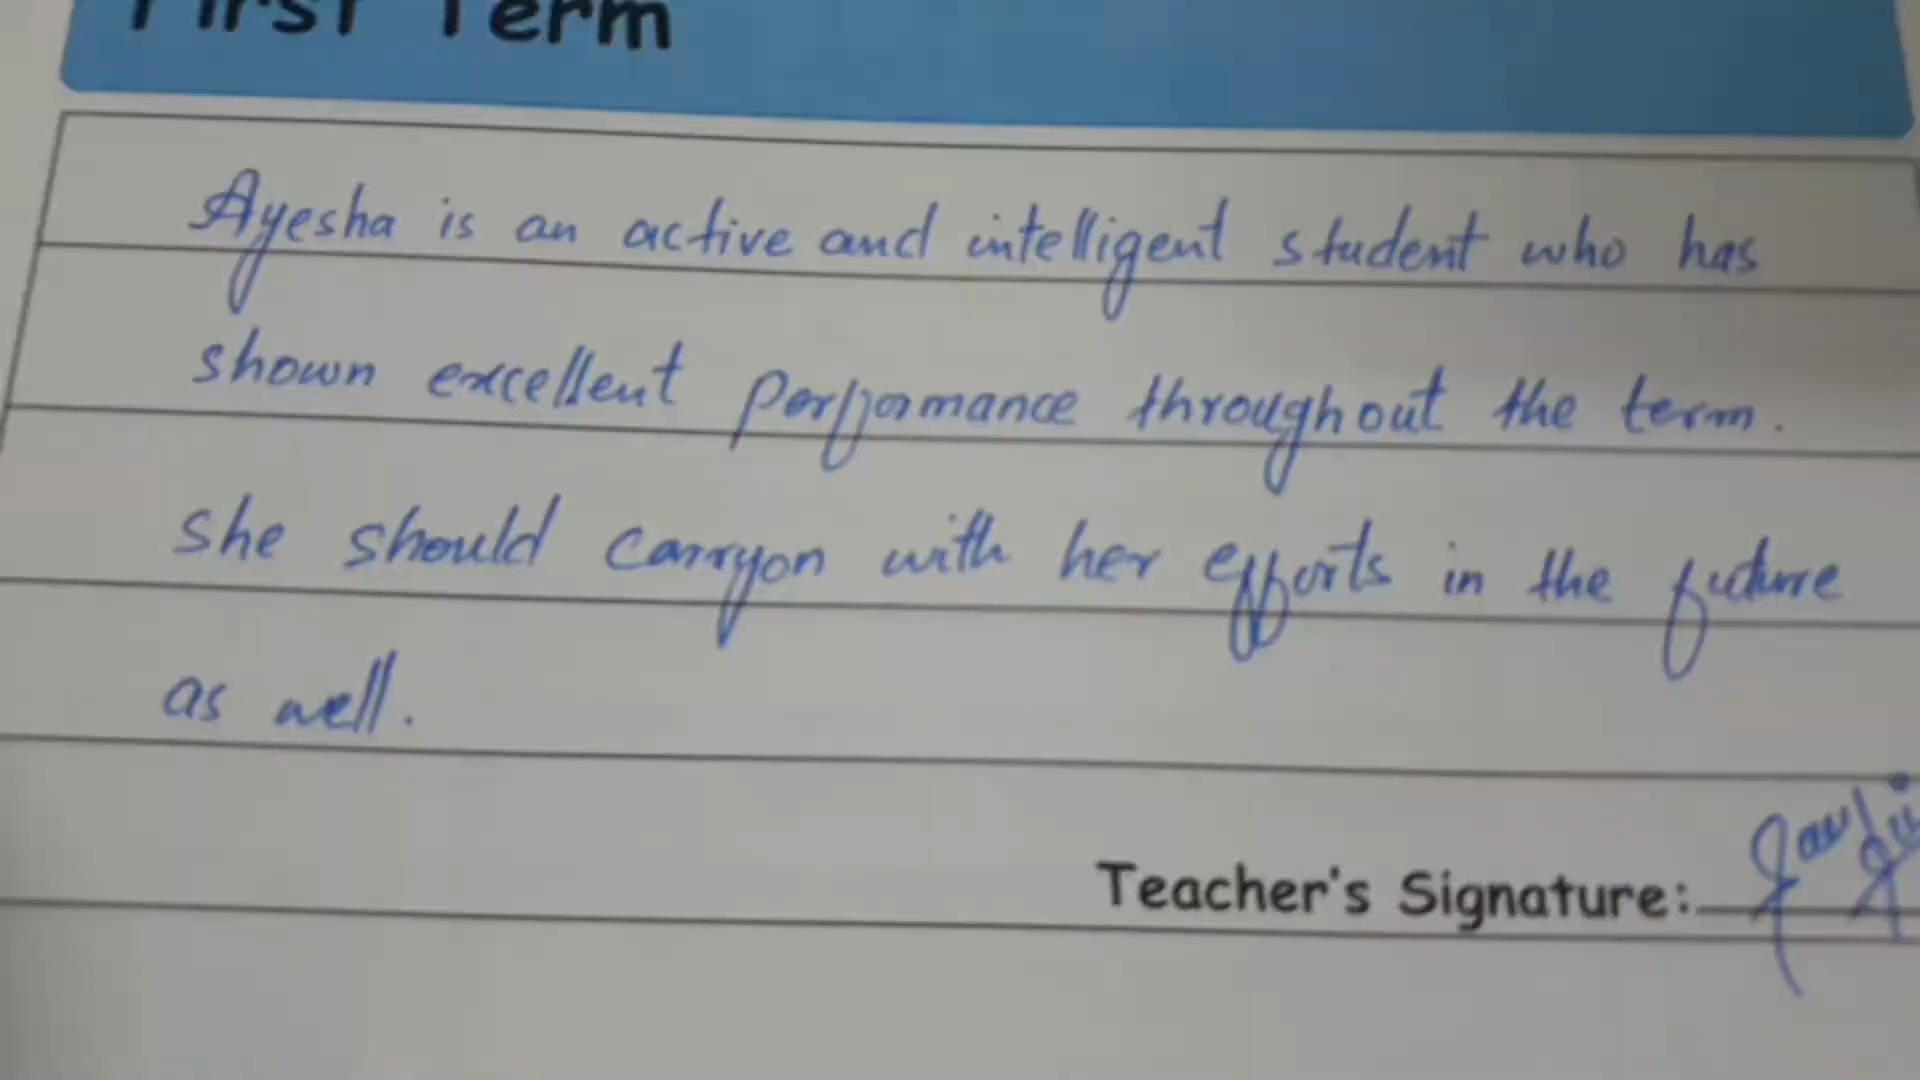 First Term
Ayesha is an active and intelligent student who has
shown excellent performance throughout the term.
she should carryon with her efforts in the future
as well.
Teacher's Signature: